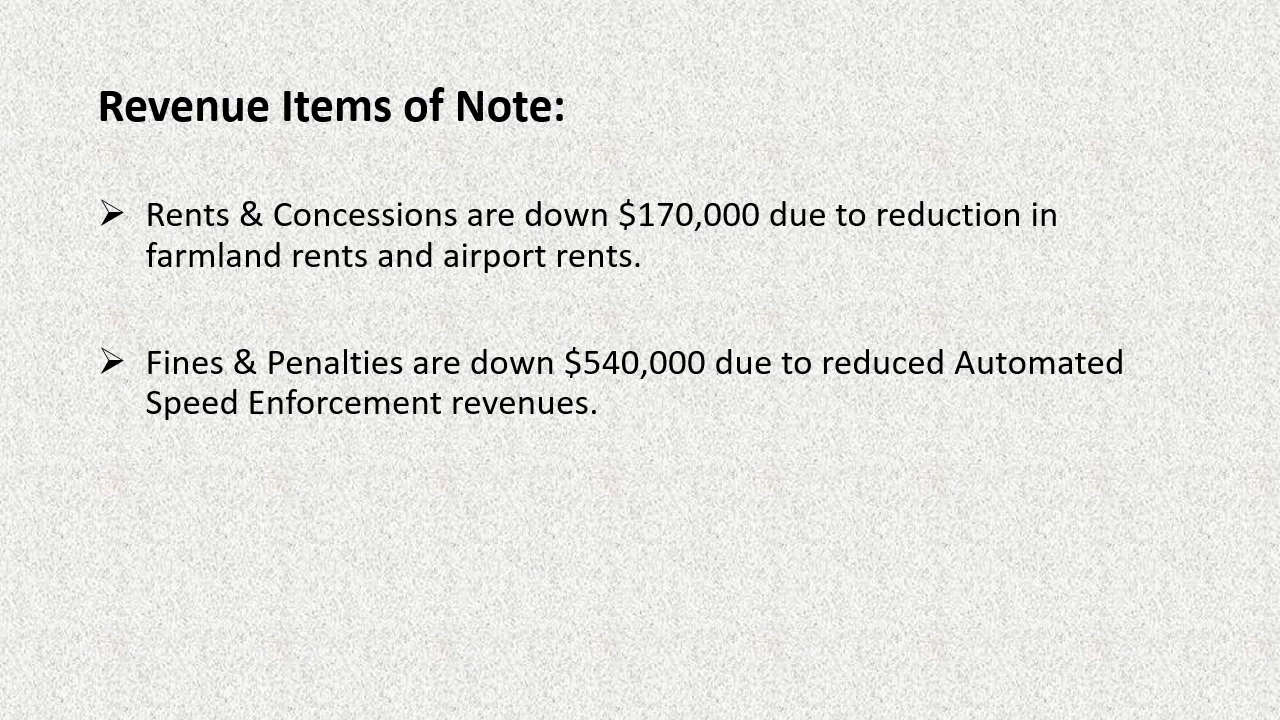 Revenue Items of Note:
Rents & Concessions are down $170,000 due to reduction in
farmland rents and airport rents.
Fines & Penalties are down $540,000 due to reduced Automated
Speed Enforcement revenues.